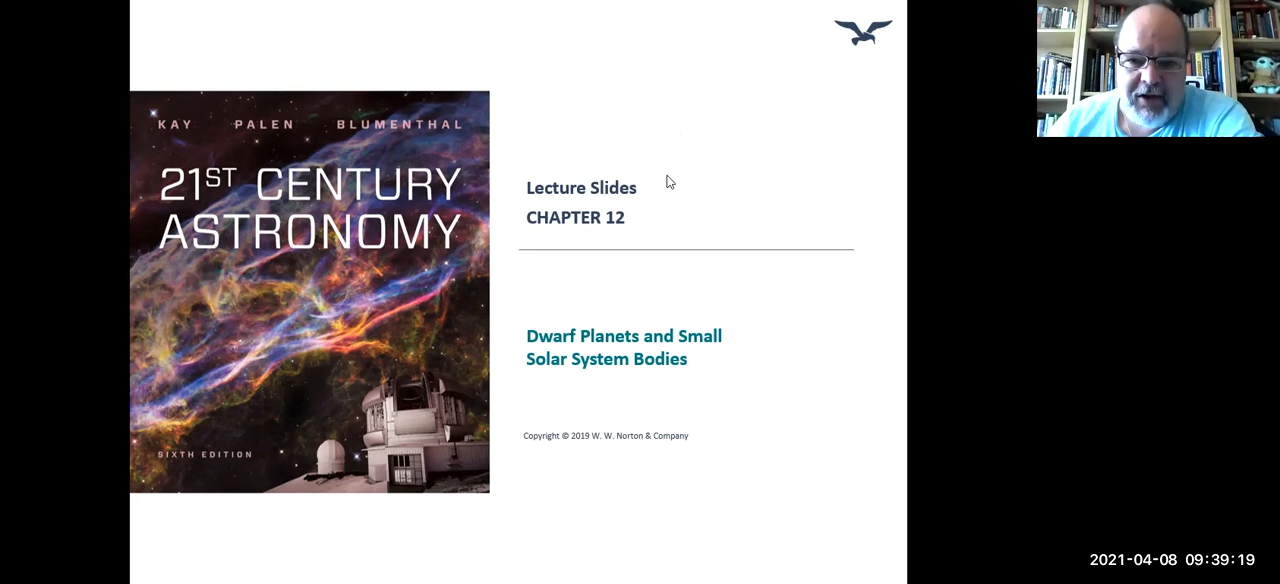 KAY PALEN BLUMENTHAL
21ST CENTURY
ASTRONOMY
SIXTH EDITION
Lecture Slides
CHAPTER 12
Dwarf Planets and Small
Solar System Bodies
Copyright © 2019 W. W. Norton & Company
2021-04-08 09:39:19